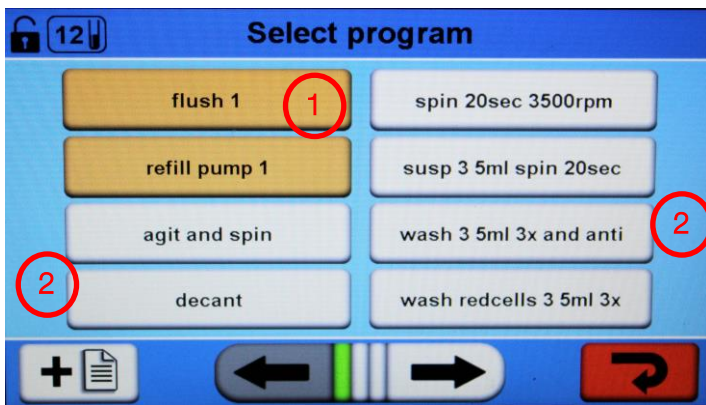 12
Select program
flush 1
1
spin 20sec 3500rpm
refill pump 1
susp 3 5ml spin 20sec
agit and spin
wash 3 5ml 3x and anti
2
2
decant
wash redcells 3 5ml 3x